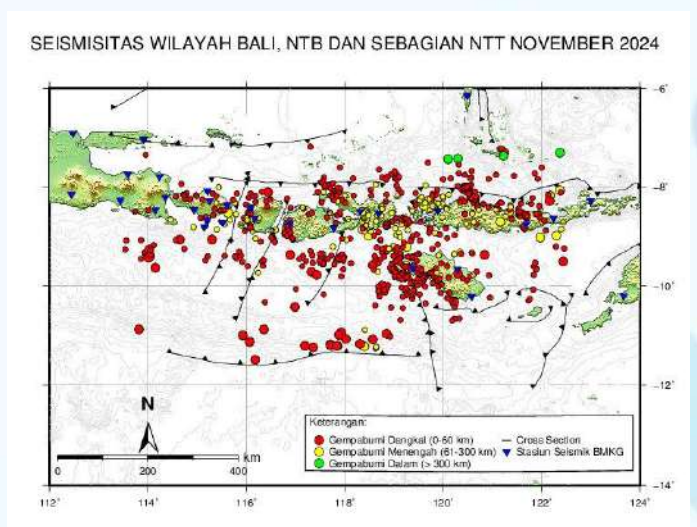 SEISMISITAS WILAYAH BALI, NTB DAN SEBAGIAN NTT NOVEMBER 2024
-6°
-8°
-10°
-12°
-14°
N
km
0 200 400
Keterangan:
Gempabumi Dangkal (0-60 km)
Gempabumi Menengah (61-300 km)
Gempabumi Dalam (> 300 km)
Cross Section
Stasiun Seismik BMKG
112° 114° 116° 118° 120° 122° 124°